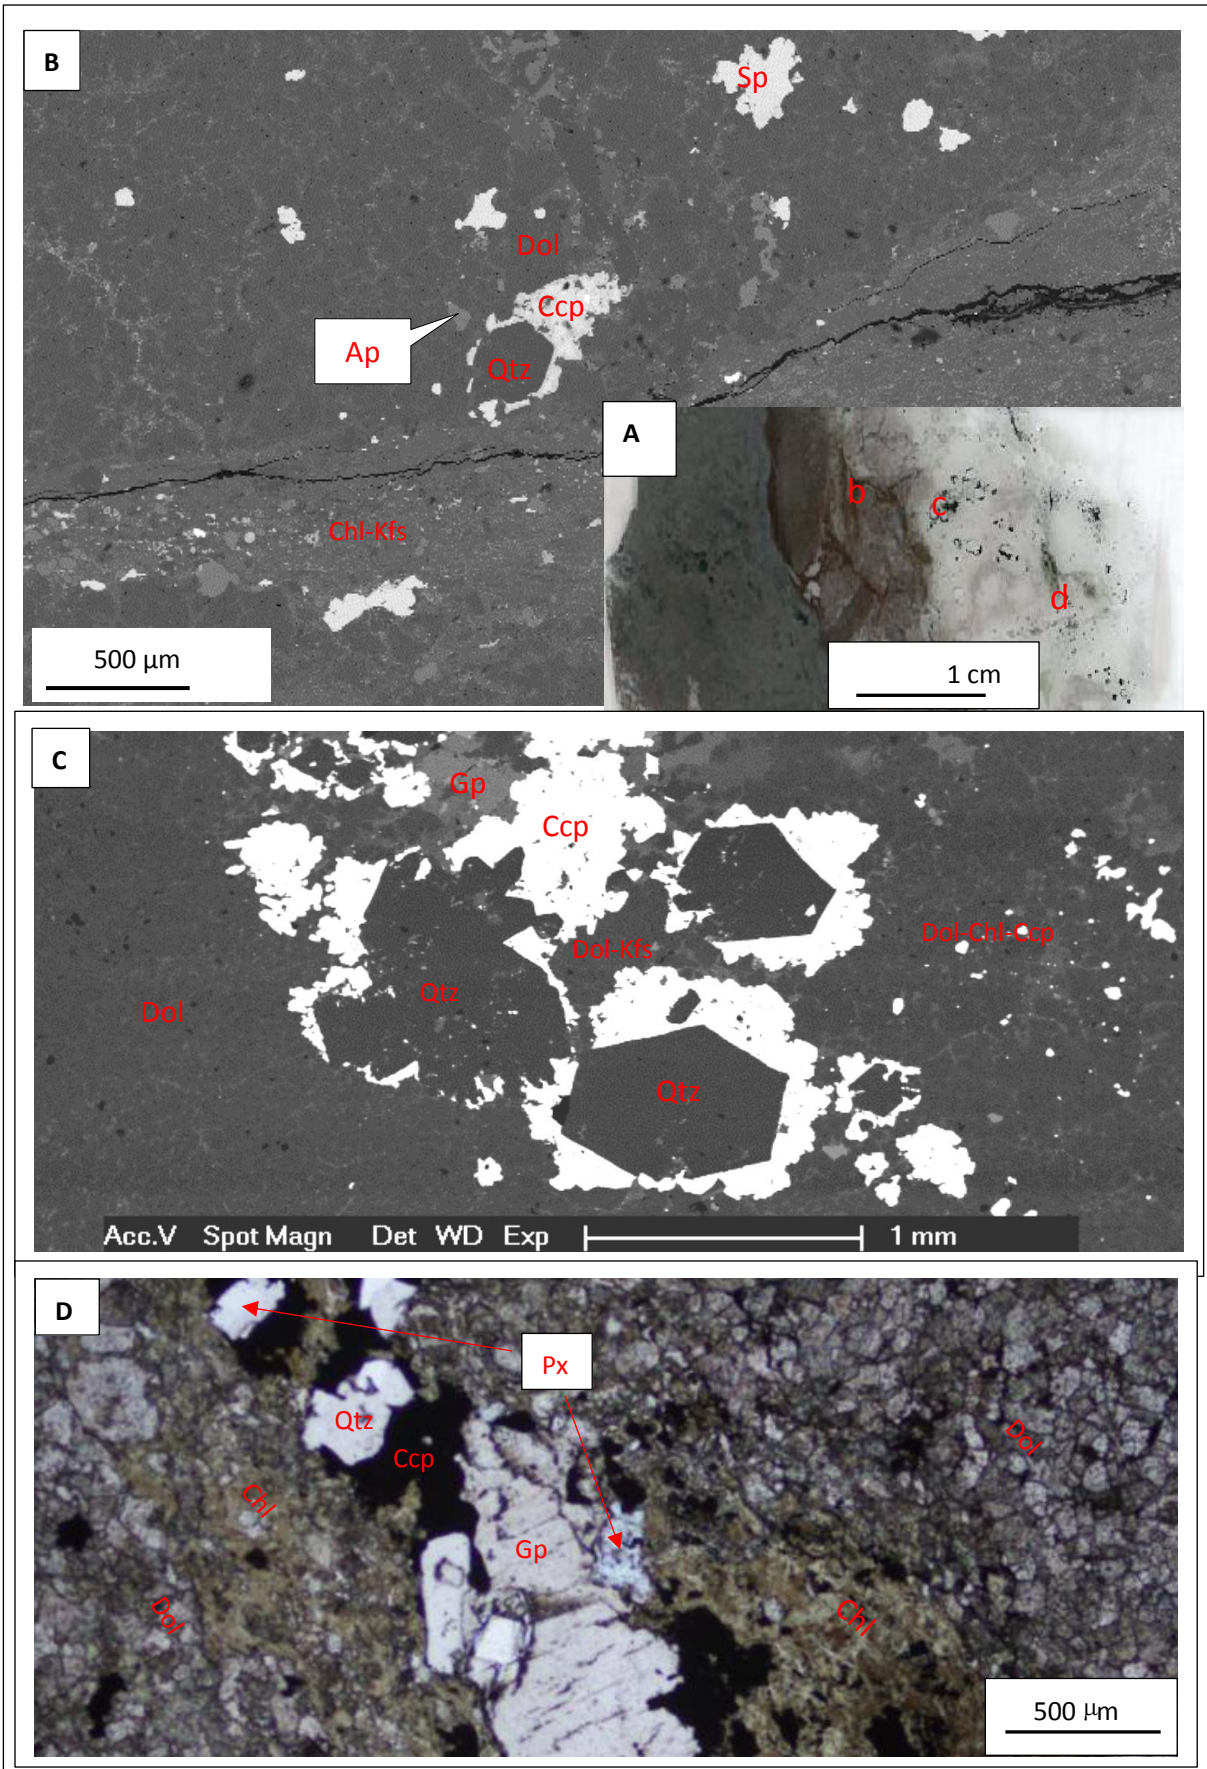 B
Sp
Dol
Ccp
Ap
Qtz
Chl-Kfs
500 µm
A
b
c
d
1 cm
C
Gp
Ccp
Dol-Kfs
Dol-Chl-Ccp
Qtz
Dol
Qtz
Acc.V Spot Magn Det WD Exp 1 mm
D
Px
Qtz
Ccp
Dol
Chl
Gp
Dol
Chl
500 µm